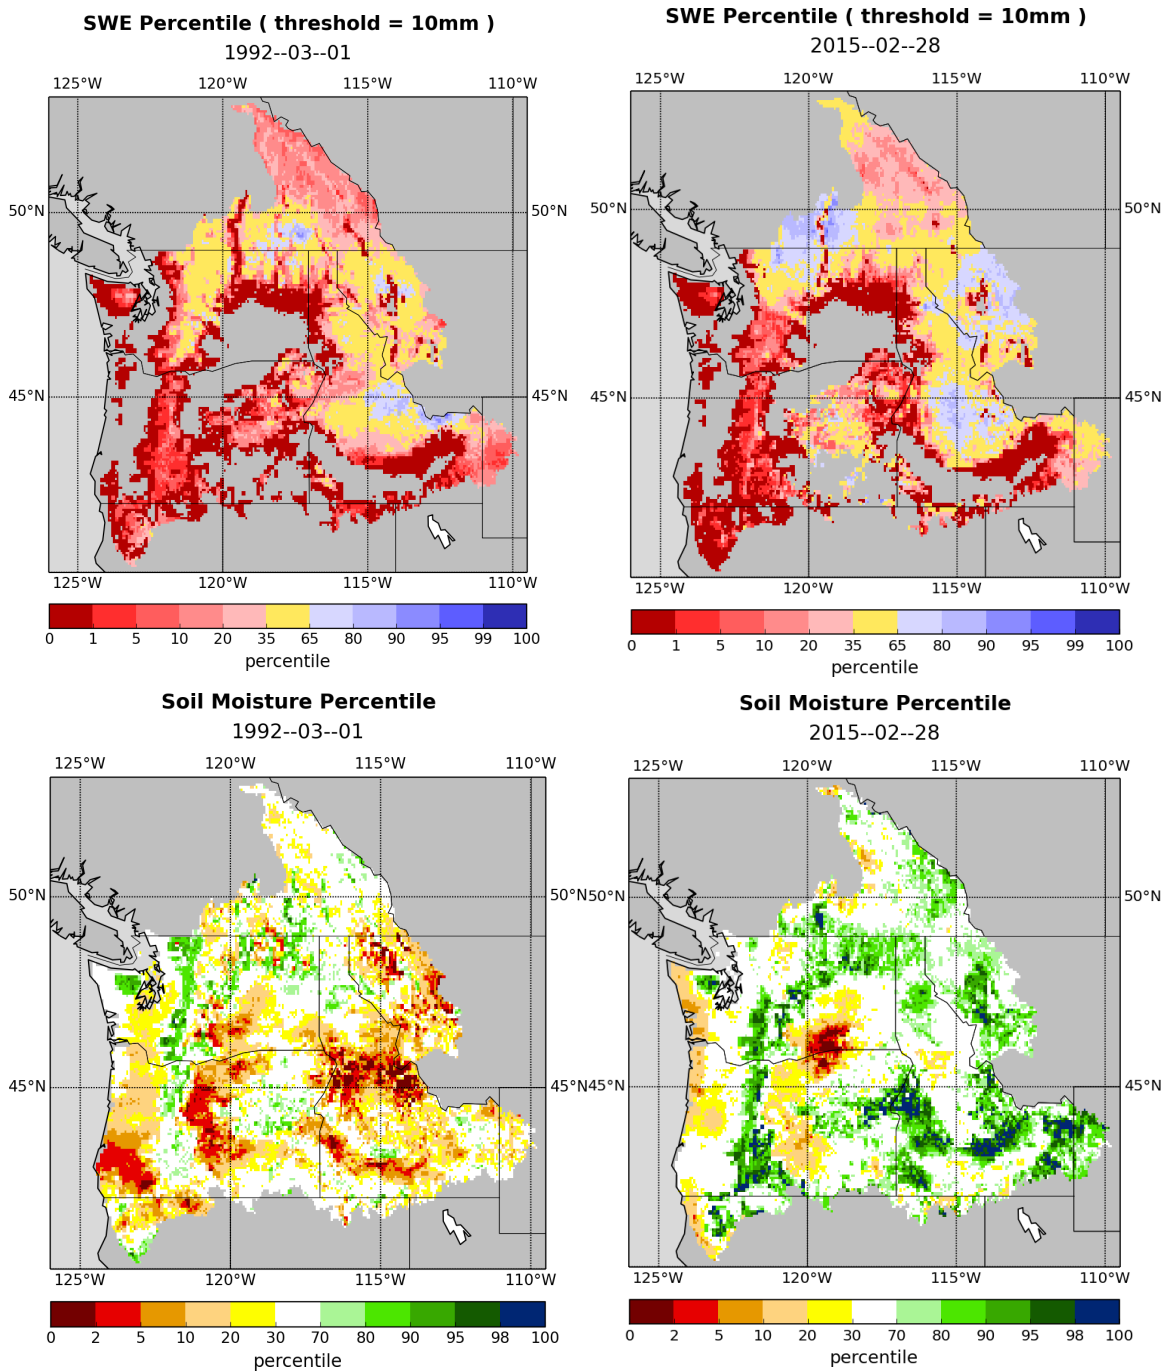 SWE Percentile ( threshold = 10mm )
1992--03--01
125°W 120°W 115°W 110°W
50°N 50°N
45°N 45°N
125°W 120°W 115°W 110°W
0 1 5 10 20 35 65 80 90 95 99 100
percentile
SWE Percentile ( threshold = 10mm )
2015--02--28
125°W 120°W 115°W 110°W
50°N
45°N
125°W 120°W 115°W 110°W
0 1 5 10 20 35 65 80 90 95 99 100
percentile
Soil Moisture Percentile
1992--03--01
125°W 120°W 115°W 110°W
50°N 50°N
45°N 45°N
125°W 120°W 115°W 110°W
0 2 5 10 20 30 70 80 90 95 98 100
percentile
Soil Moisture Percentile
2015--02--28
125°W 120°W 115°W 110°W
50°N 50°N
45°N 45°N
125°W 120°W 115°W 110°W
0 2 5 10 20 30 70 80 90 95 98 100
percentile